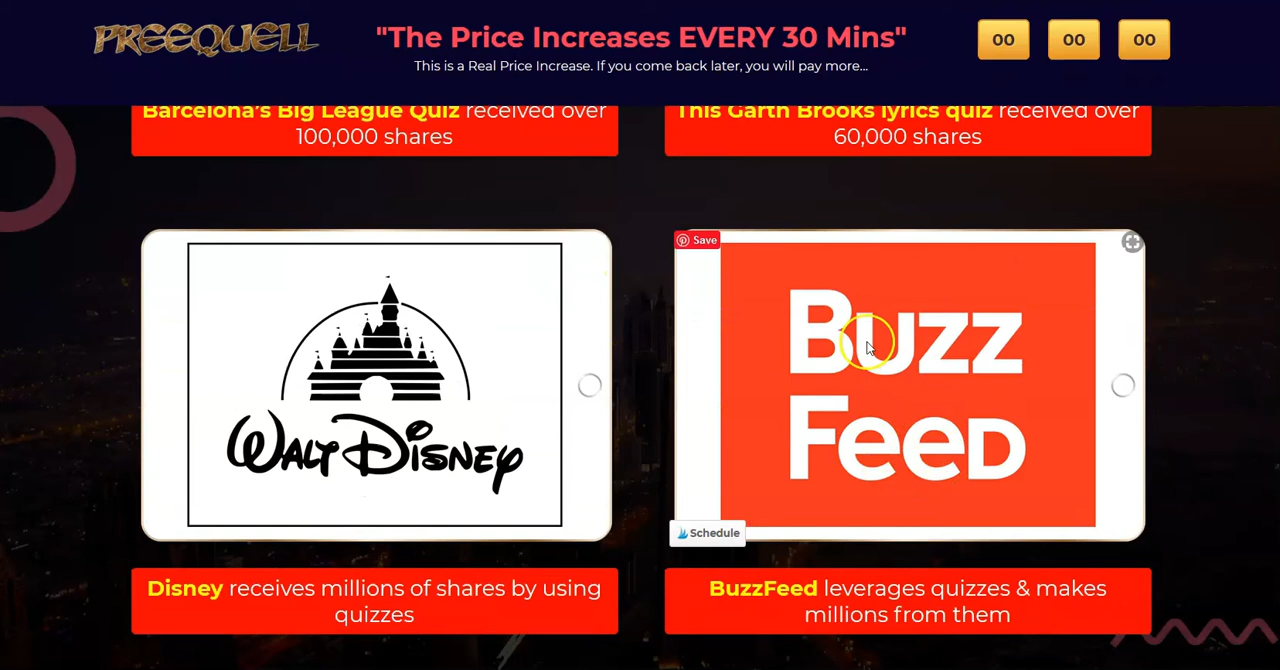 PREEQUELL
"The Price Increases EVERY 30 Mins"
This is a Real Price Increase. If you come back later, you will pay more...
00 00 00
Barcelona's Big League Quiz received over
100,000 shares
This Garth Brooks lyrics quiz received over
60,000 shares
WALT DISNEY
Save
BUZZ
FEED
Schedule
Disney receives millions of shares by using
quizzes
BuzzFeed leverages quizzes & makes
millions from them